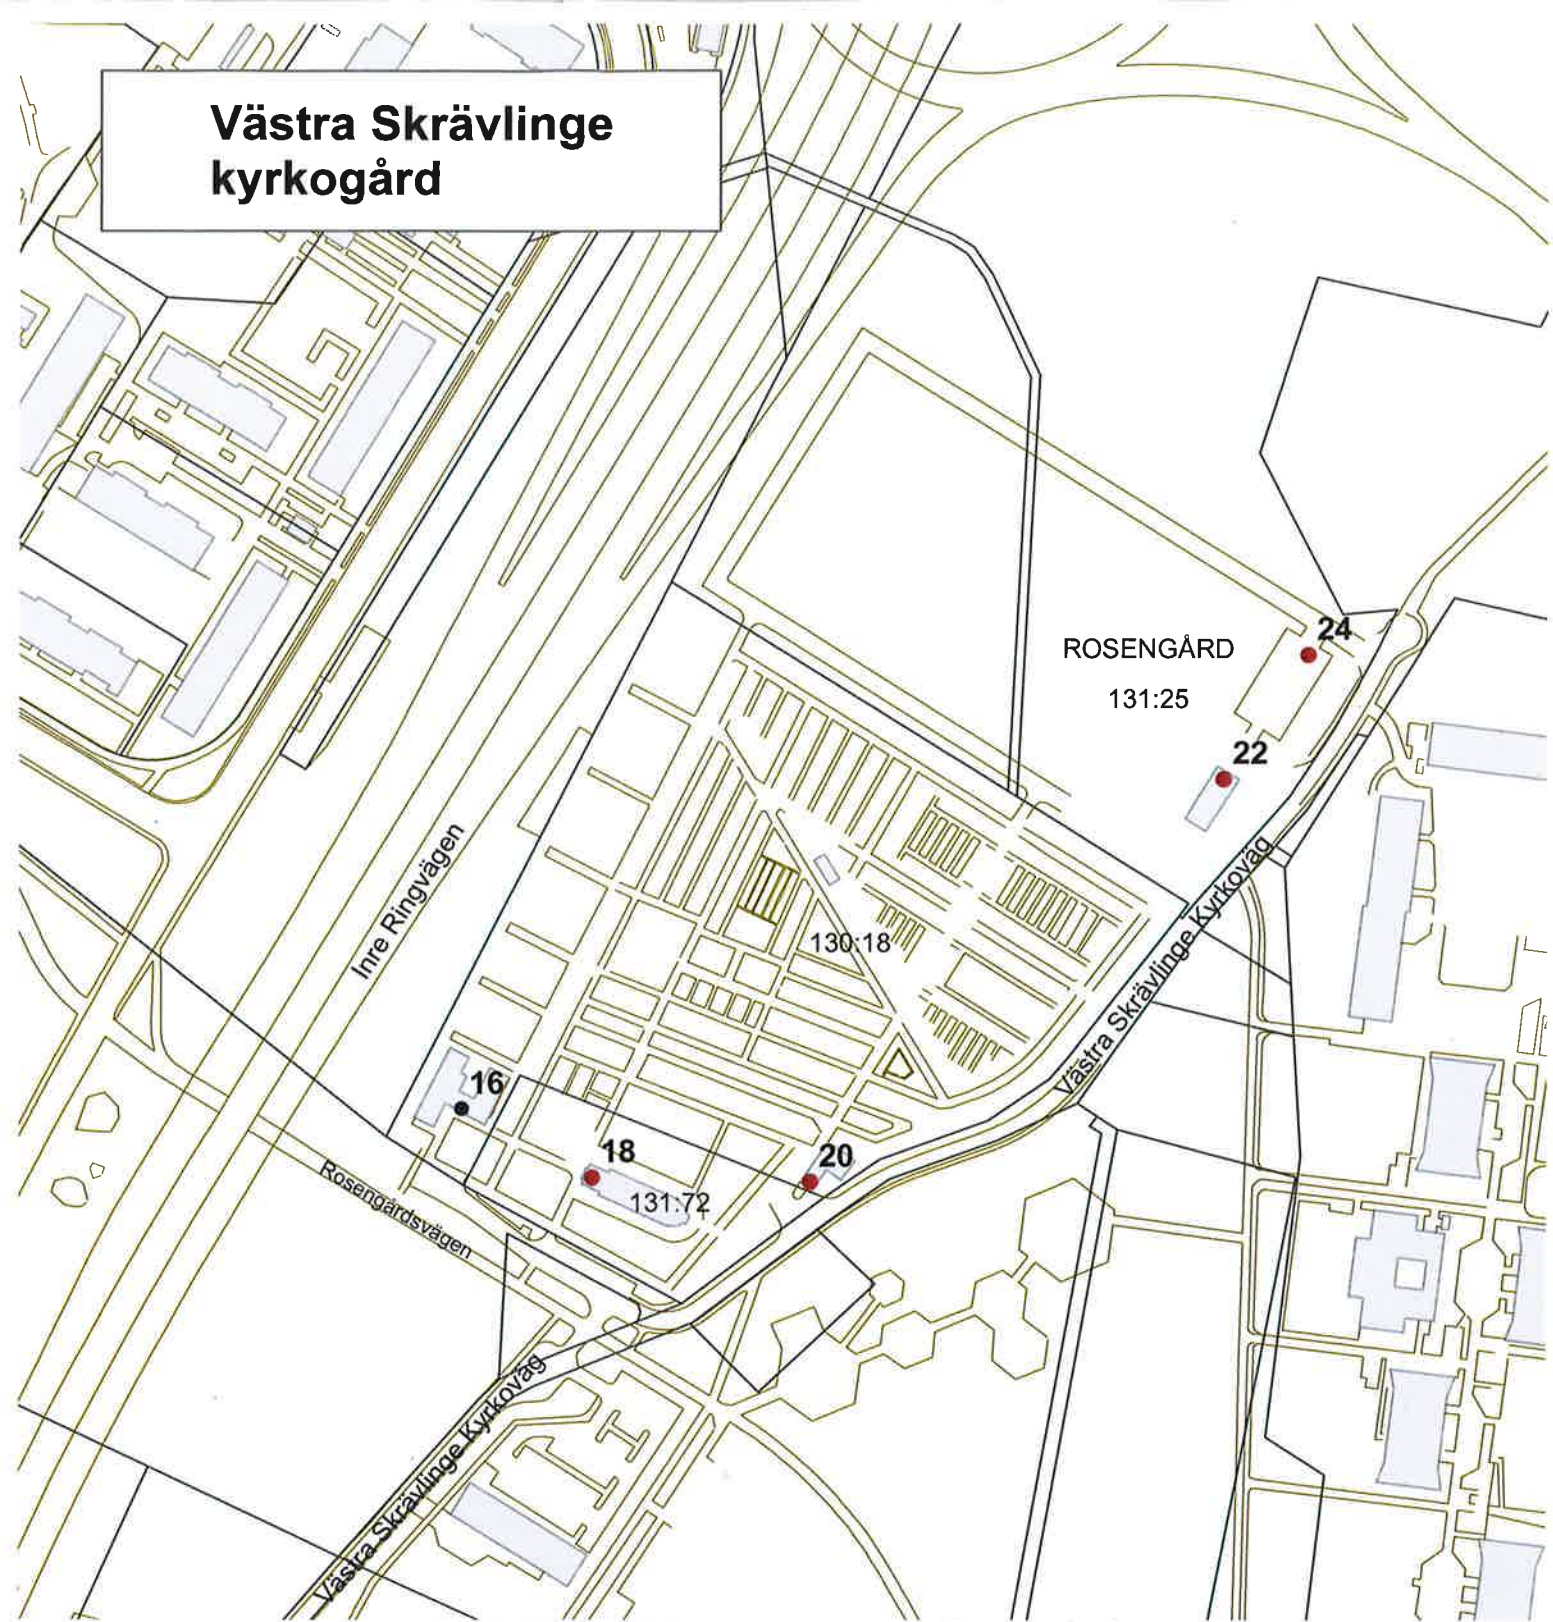 Västra Skrävlinge
kyrkogård
24
ROSENGÅRD
131:25
22
Inre Ringvägen
Västra Skrävlinge Kyrkoväg
130:18
16
18
20
131:72
Rosengårdsvägen
Västra Skrävlinge Kyrkoväg